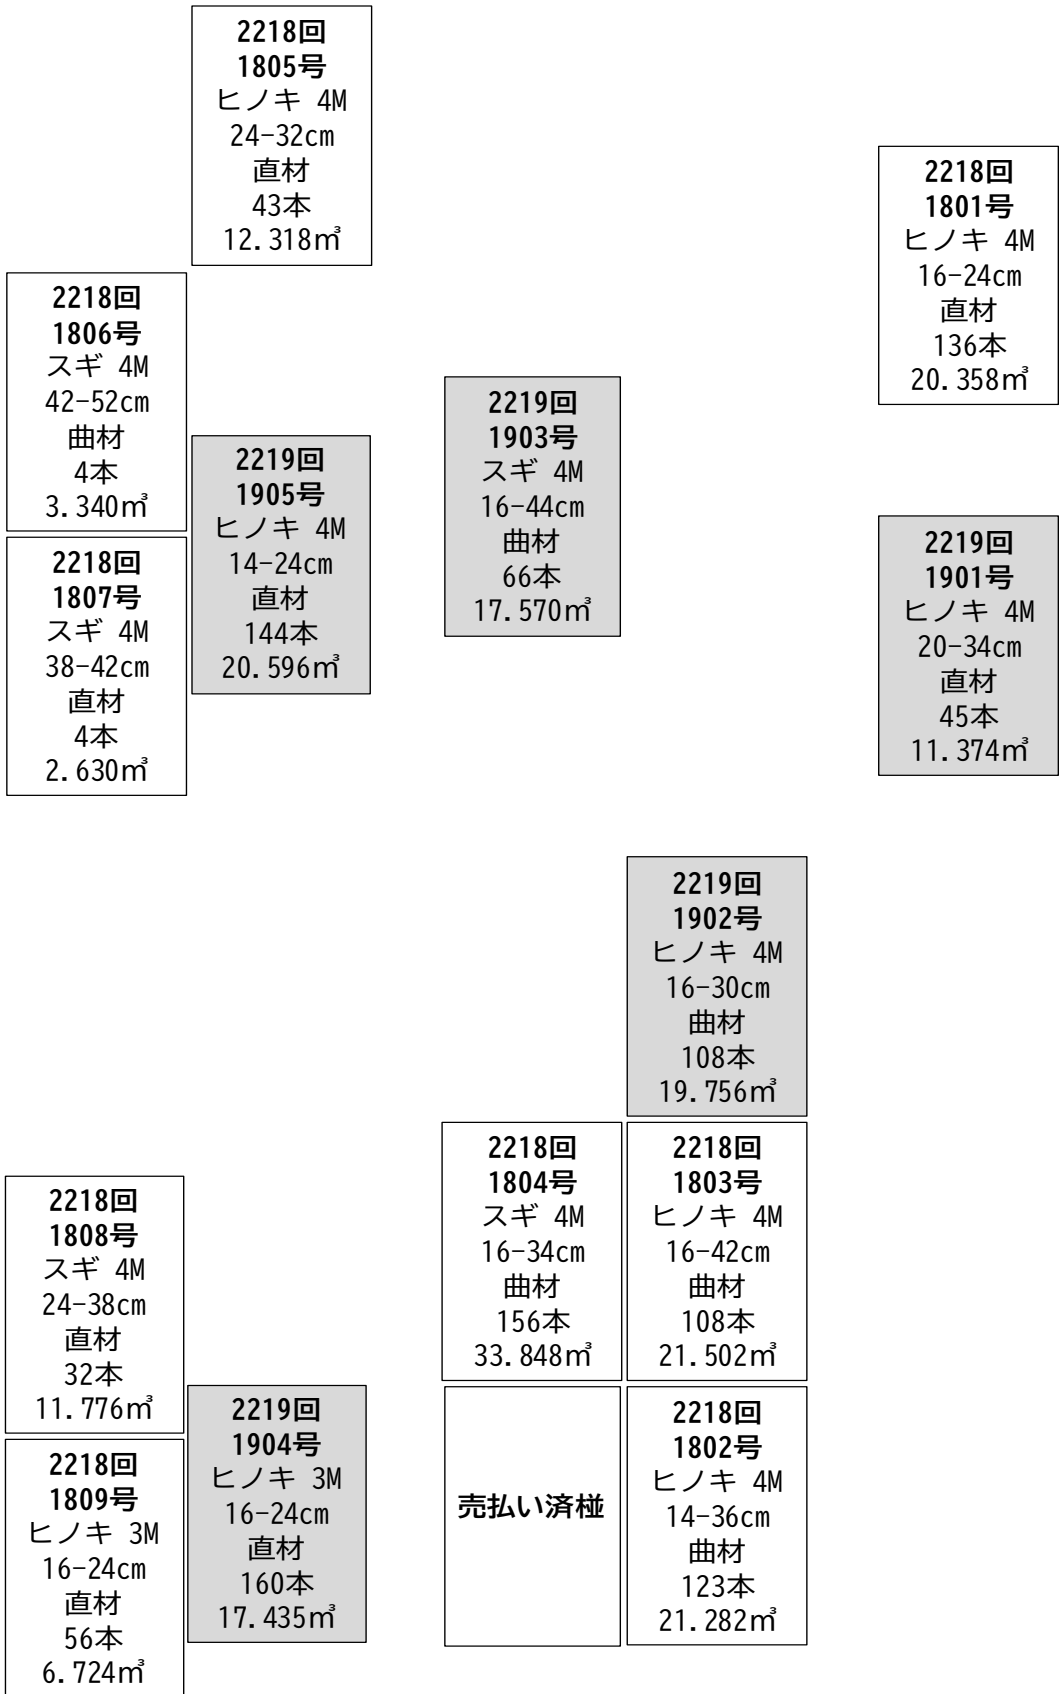 2218回
1805号
ヒノキ 4M
24-32cm
直材
43本
12.318㎥
2218回
1801号
ヒノキ 4M
16-24cm
直材
136本
20.358㎥
2218回
1806号
スギ 4M
42-52cm
曲材
4本
3.340㎥
2219回
1903号
スギ 4M
16-44cm
曲材
66本
17.570㎥
2219回
1905号
ヒノキ 4M
14-24cm
直材
144本
20.596㎥
2219回
1901号
ヒノキ 4M
20-34cm
直材
45本
11.374㎥
2218回
1807号
スギ 4M
38-42cm
直材
4本
2.630㎥
2219回
1902号
ヒノキ 4M
16-30cm
曲材
108本
19.756㎥
2218回
1804号
スギ 4M
16-34cm
曲材
156本
33.848㎥
2218回
1803号
ヒノキ 4M
16-42cm
曲材
108本
21.502㎥
2218回
1808号
スギ 4M
24-38cm
直材
32本
11.776㎥
2219回
1904号
ヒノキ 3M
16-24cm
直材
160本
17.435㎥
売払い済椪
2218回
1802号
ヒノキ 4M
14-36cm
曲材
123本
21.282㎥
2218回
1809号
ヒノキ 3M
16-24cm
直材
56本
6.724㎥